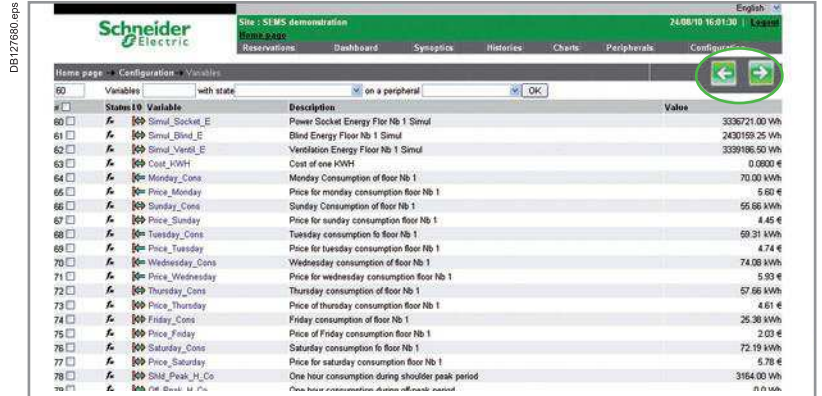 DB127680.eps
English
Schneider Electric
Site : SEMS demonstration
24/08/10 16:01:30 | Logout
Home page
Reservations Dashboard Synoptics Histories Charts Peripherals Configuration
Home page → Configuration → Variables
60 Variables with state on a peripheral OK
# Status I/O Variable Description Value
60 Simul_Socket_E Power Socket Energy Flor Nb 1 Simul 3336721.00 Wh
61 Simul_Blind_E Blind Energy Floor Nb 1 Simul 2430159.25 Wh
62 Simul_Ventil_E Ventilation Energy Floor Nb 1 Simul 3339186.50 Wh
63 Cost_KWH Cost of one KWH 0.0800 €
64 Monday_Cons Monday Consumption of floor Nb 1 70.00 kWh
65 Price_Monday Price for monday consumption floor Nb 1 5.60 €
66 Sunday_Cons Sunday Consumption of floor Nb 1 55.66 kWh
67 Price_Sunday Price for sunday consumption floor Nb 1 4.45 €
68 Tuesday_Cons Tuesday consumption fo floor Nb 1 59.31 kWh
69 Price_Tuesday Price for tuesday consumption floor Nb 1 4.74 €
70 Wednesday_Cons Wednesday consumption of floor Nb 1 74.08 kWh
71 Price_Wednesday Price for wednesday consumption floor Nb 1 5.93 €
72 Thursday_Cons Thursday consumption of floor Nb 1 57.66 kWh
73 Price_Thursday Price of thursday consumption floor Nb 1 4.61 €
74 Friday_Cons Friday consumption of floor Nb 1 25.38 kWh
75 Price_Friday Price of Friday consumption floor Nb 1 2.03 €
76 Saturday_Cons Saturday consumption fo floor Nb 1 72.19 kWh
77 Price_Saturday Price for saturday consumption floor Nb 1 5.78 €
78 Shld_Peak_H_Co One hour consumption during shoulder peak period 3164.00 Wh
79 Off_Peak_H_Co One hour consumption during off-peak period 0.0 Wh